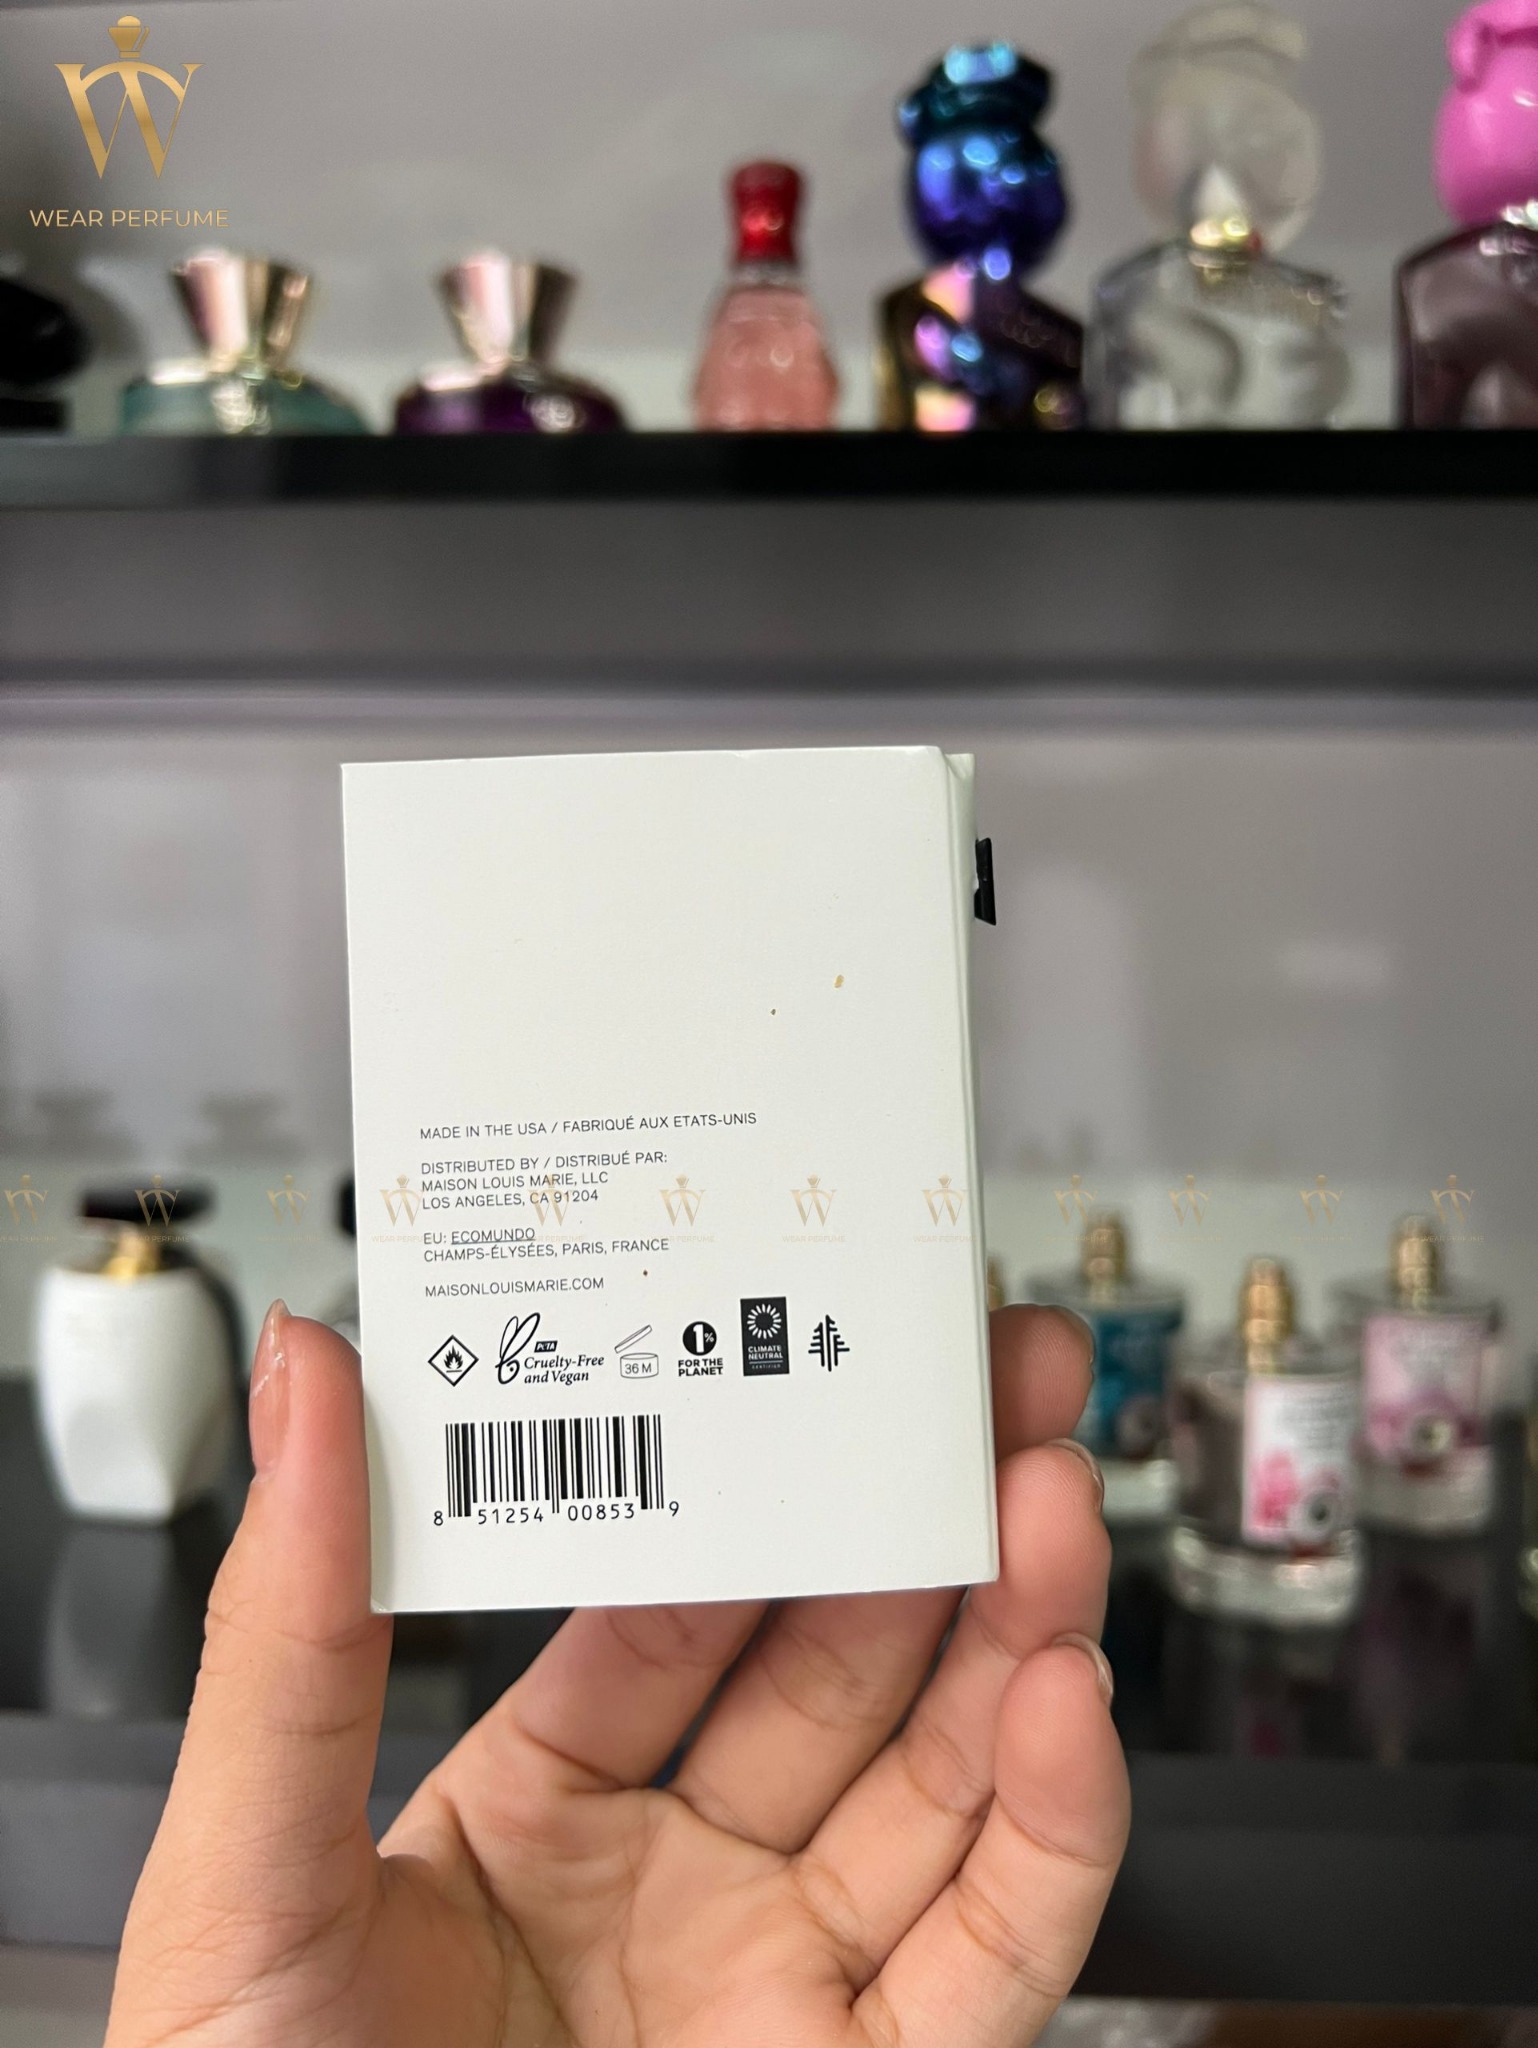 WEAR PERFUME
MADE IN THE USA / FABRIQUÉ AUX ETATS-UNIS
DISTRIBUTED BY / DISTRIBUÉ PAR:
MAISON LOUIS MARIE, LLC
LOS ANGELES, CA 91204
EU: ECOMUNDO
CHAMPS-ÉLYSÉES, PARIS, FRANCE
MAISONLOUISMARIE.COM
PETA
Cruelty-Free
and Vegan
36 M
1%
FOR THE
PLANET
CLIMATE
NEUTRAL
CERTIFIED
8 51254 00853 9